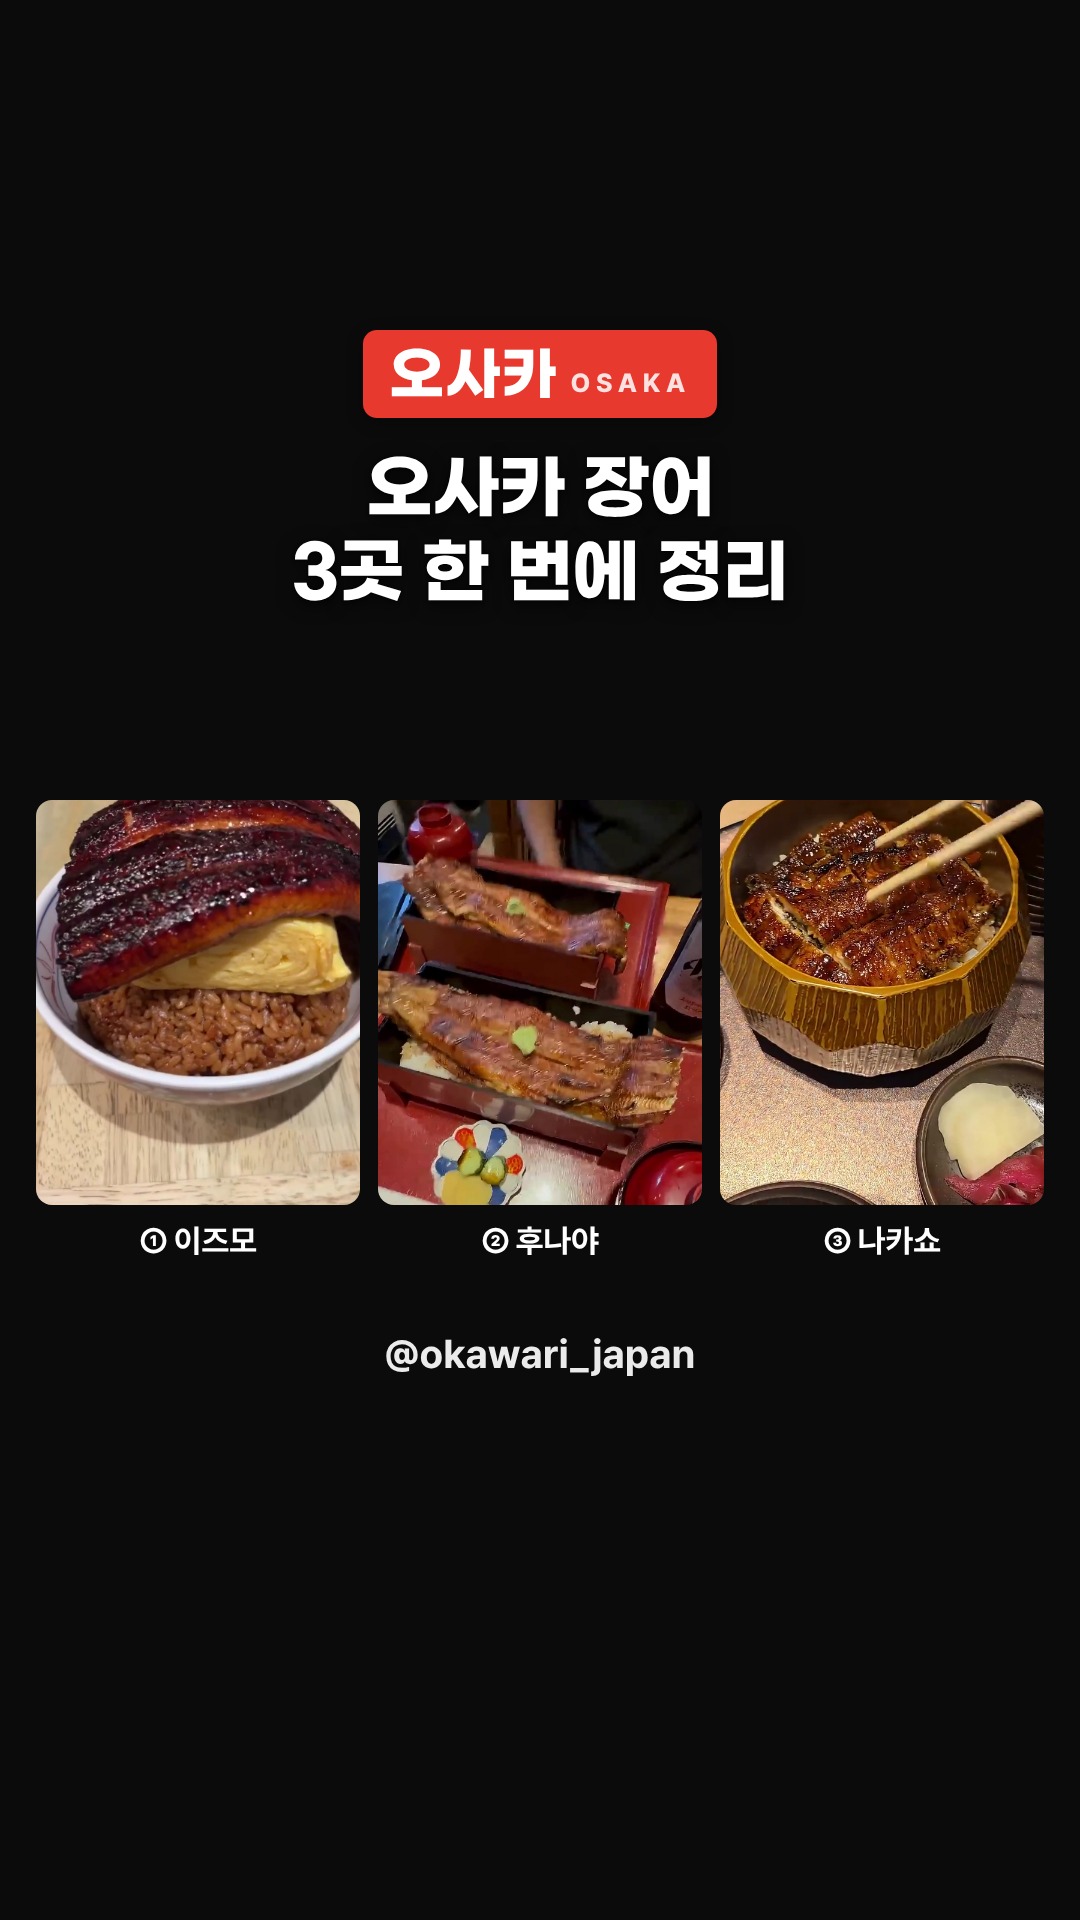 오사카 OSAKA
오사카 장어
3곳 한 번에 정리
① 이즈모
② 후나야
③ 나카쇼
@okawari_japan